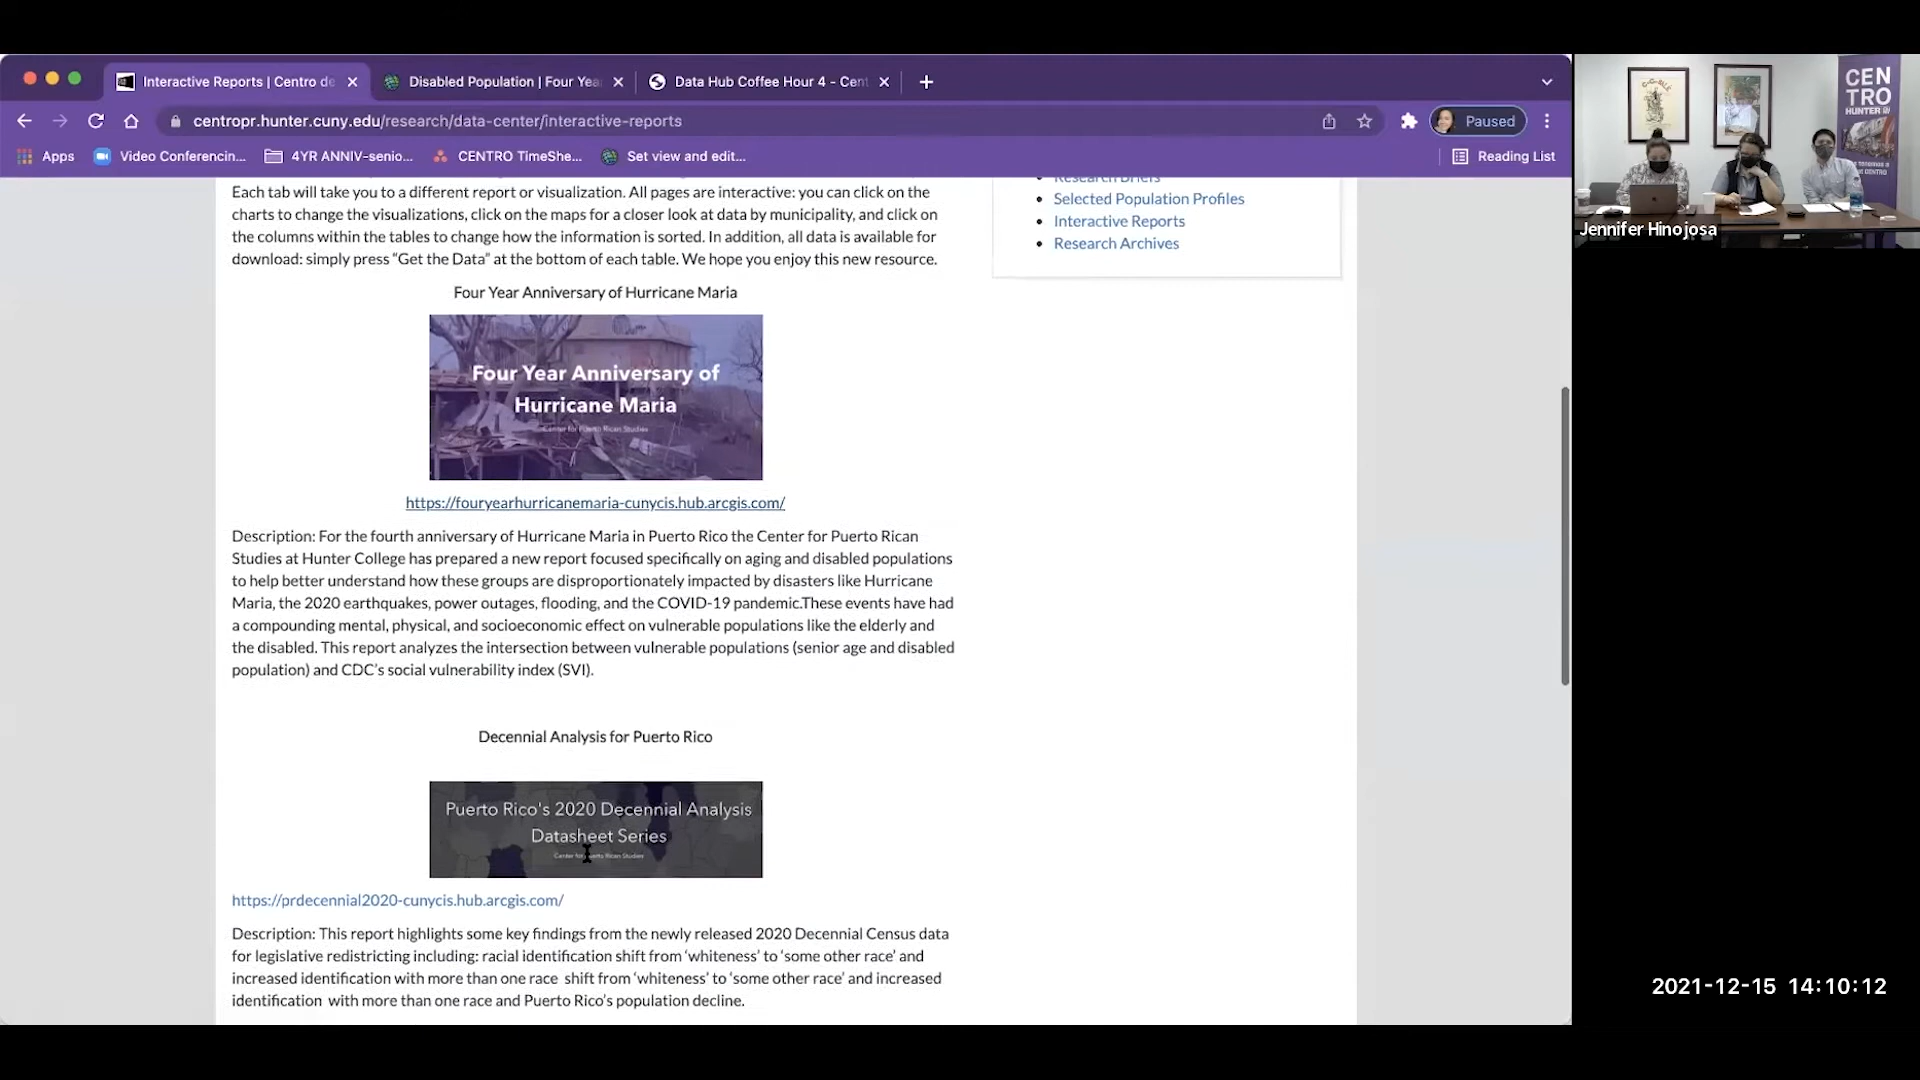 Interactive Reports | Centro de
Disabled Population | Four Yea
Data Hub Coffee Hour 4 - Cent
centropr.hunter.cuny.edu/research/data-center/interactive-reports
Paused
Apps
Video Conferencin...
4YR ANNIV-senio...
CENTRO TimeShe...
Set view and edit...
Reading List
Each tab will take you to a different report or visualization. All pages are interactive: you can click on the
charts to change the visualizations, click on the maps for a closer look at data by municipality, and click on
the columns within the tables to change how the information is sorted. In addition, all data is available for
download: simply press “Get the Data” at the bottom of each table. We hope you enjoy this new resource.
Four Year Anniversary of Hurricane Maria
Four Year Anniversary of
Hurricane Maria
Center for Puerto Rican Studies
https://fouryearhurricanemaria-cunycis.hub.arcgis.com/
Description: For the fourth anniversary of Hurricane Maria in Puerto Rico the Center for Puerto Rican
Studies at Hunter College has prepared a new report focused specifically on aging and disabled populations
to help better understand how these groups are disproportionately impacted by disasters like Hurricane
Maria, the 2020 earthquakes, power outages, flooding, and the COVID-19 pandemic.These events have had
a compounding mental, physical, and socioeconomic effect on vulnerable populations like the elderly and
the disabled. This report analyzes the intersection between vulnerable populations (senior age and disabled
population) and CDC’s social vulnerability index (SVI).
Decennial Analysis for Puerto Rico
Puerto Rico's 2020 Decennial Analysis
Datasheet Series
Center for Puerto Rican Studies
https://prdecennial2020-cunycis.hub.arcgis.com/
Description: This report highlights some key findings from the newly released 2020 Decennial Census data
for legislative redistricting including: racial identification shift from ‘whiteness’ to ‘some other race’ and
increased identification with more than one race shift from ‘whiteness’ to ‘some other race’ and increased
identification with more than one race and Puerto Rico’s population decline.
Research Briefs
Selected Population Profiles
Interactive Reports
Research Archives
CEN
TRO
HUNTER
Jennifer Hinojosa
2021-12-15 14:10:12